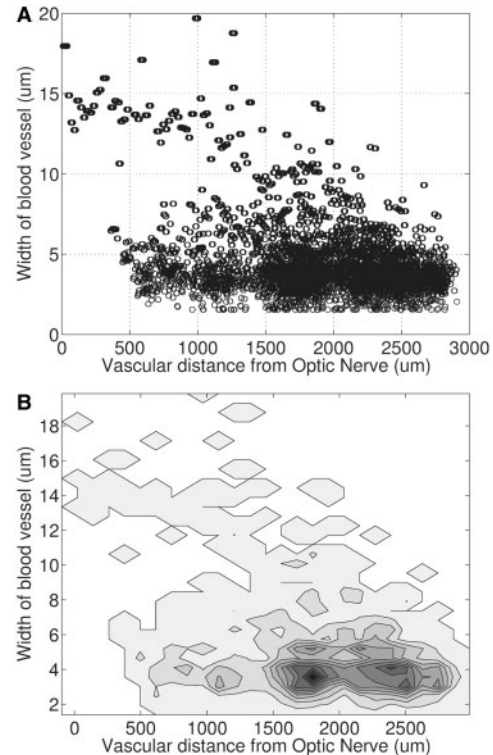 A
20
15
10
5
0
Width of blood vessel (um)
0 500 1000 1500 2000 2500 3000
Vascular distance from Optic Nerve (um)
B
18
16
14
12
10
8
6
4
2
Width of blood vessel (um)
0 500 1000 1500 2000 2500
Vascular distance from Optic Nerve (um)